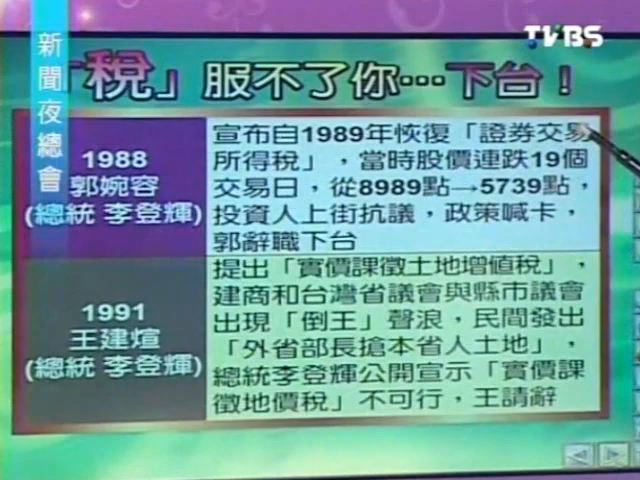 TVBS
新聞夜總會
「稅」服不了你…下台！
1988
郭婉容
(總統 李登輝)
宣布自1989年恢復「證券交易
所得稅」，當時股價連跌19個
交易日，從8989點→5739點，
投資人上街抗議，政策喊卡，
郭辭職下台
1991
王建煊
(總統 李登輝)
提出「實價課徵土地增值稅」，
建商和台灣省議會與縣市議會
出現「倒王」聲浪，民間發出
「外省部長搶本省人土地」，
總統李登輝公開宣示「實價課
徵地價稅」不可行，王請辭